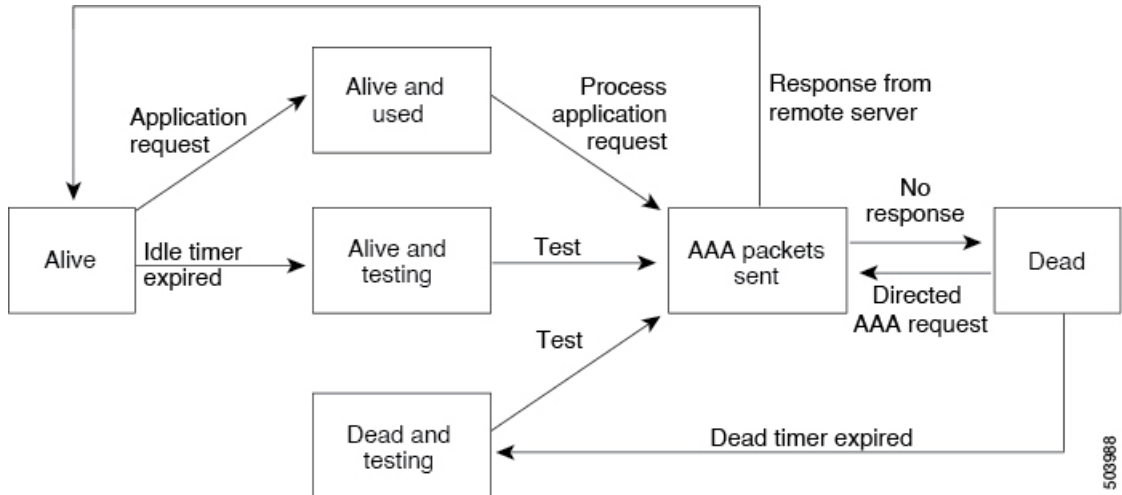 Alive and
used
Application
request
Process
application
request
Response from
remote server
Alive
Idle timer
expired
Alive and
testing
Test
AAA packets
sent
No
response
Directed
AAA request
Dead
Test
Dead and
testing
Dead timer expired
503988